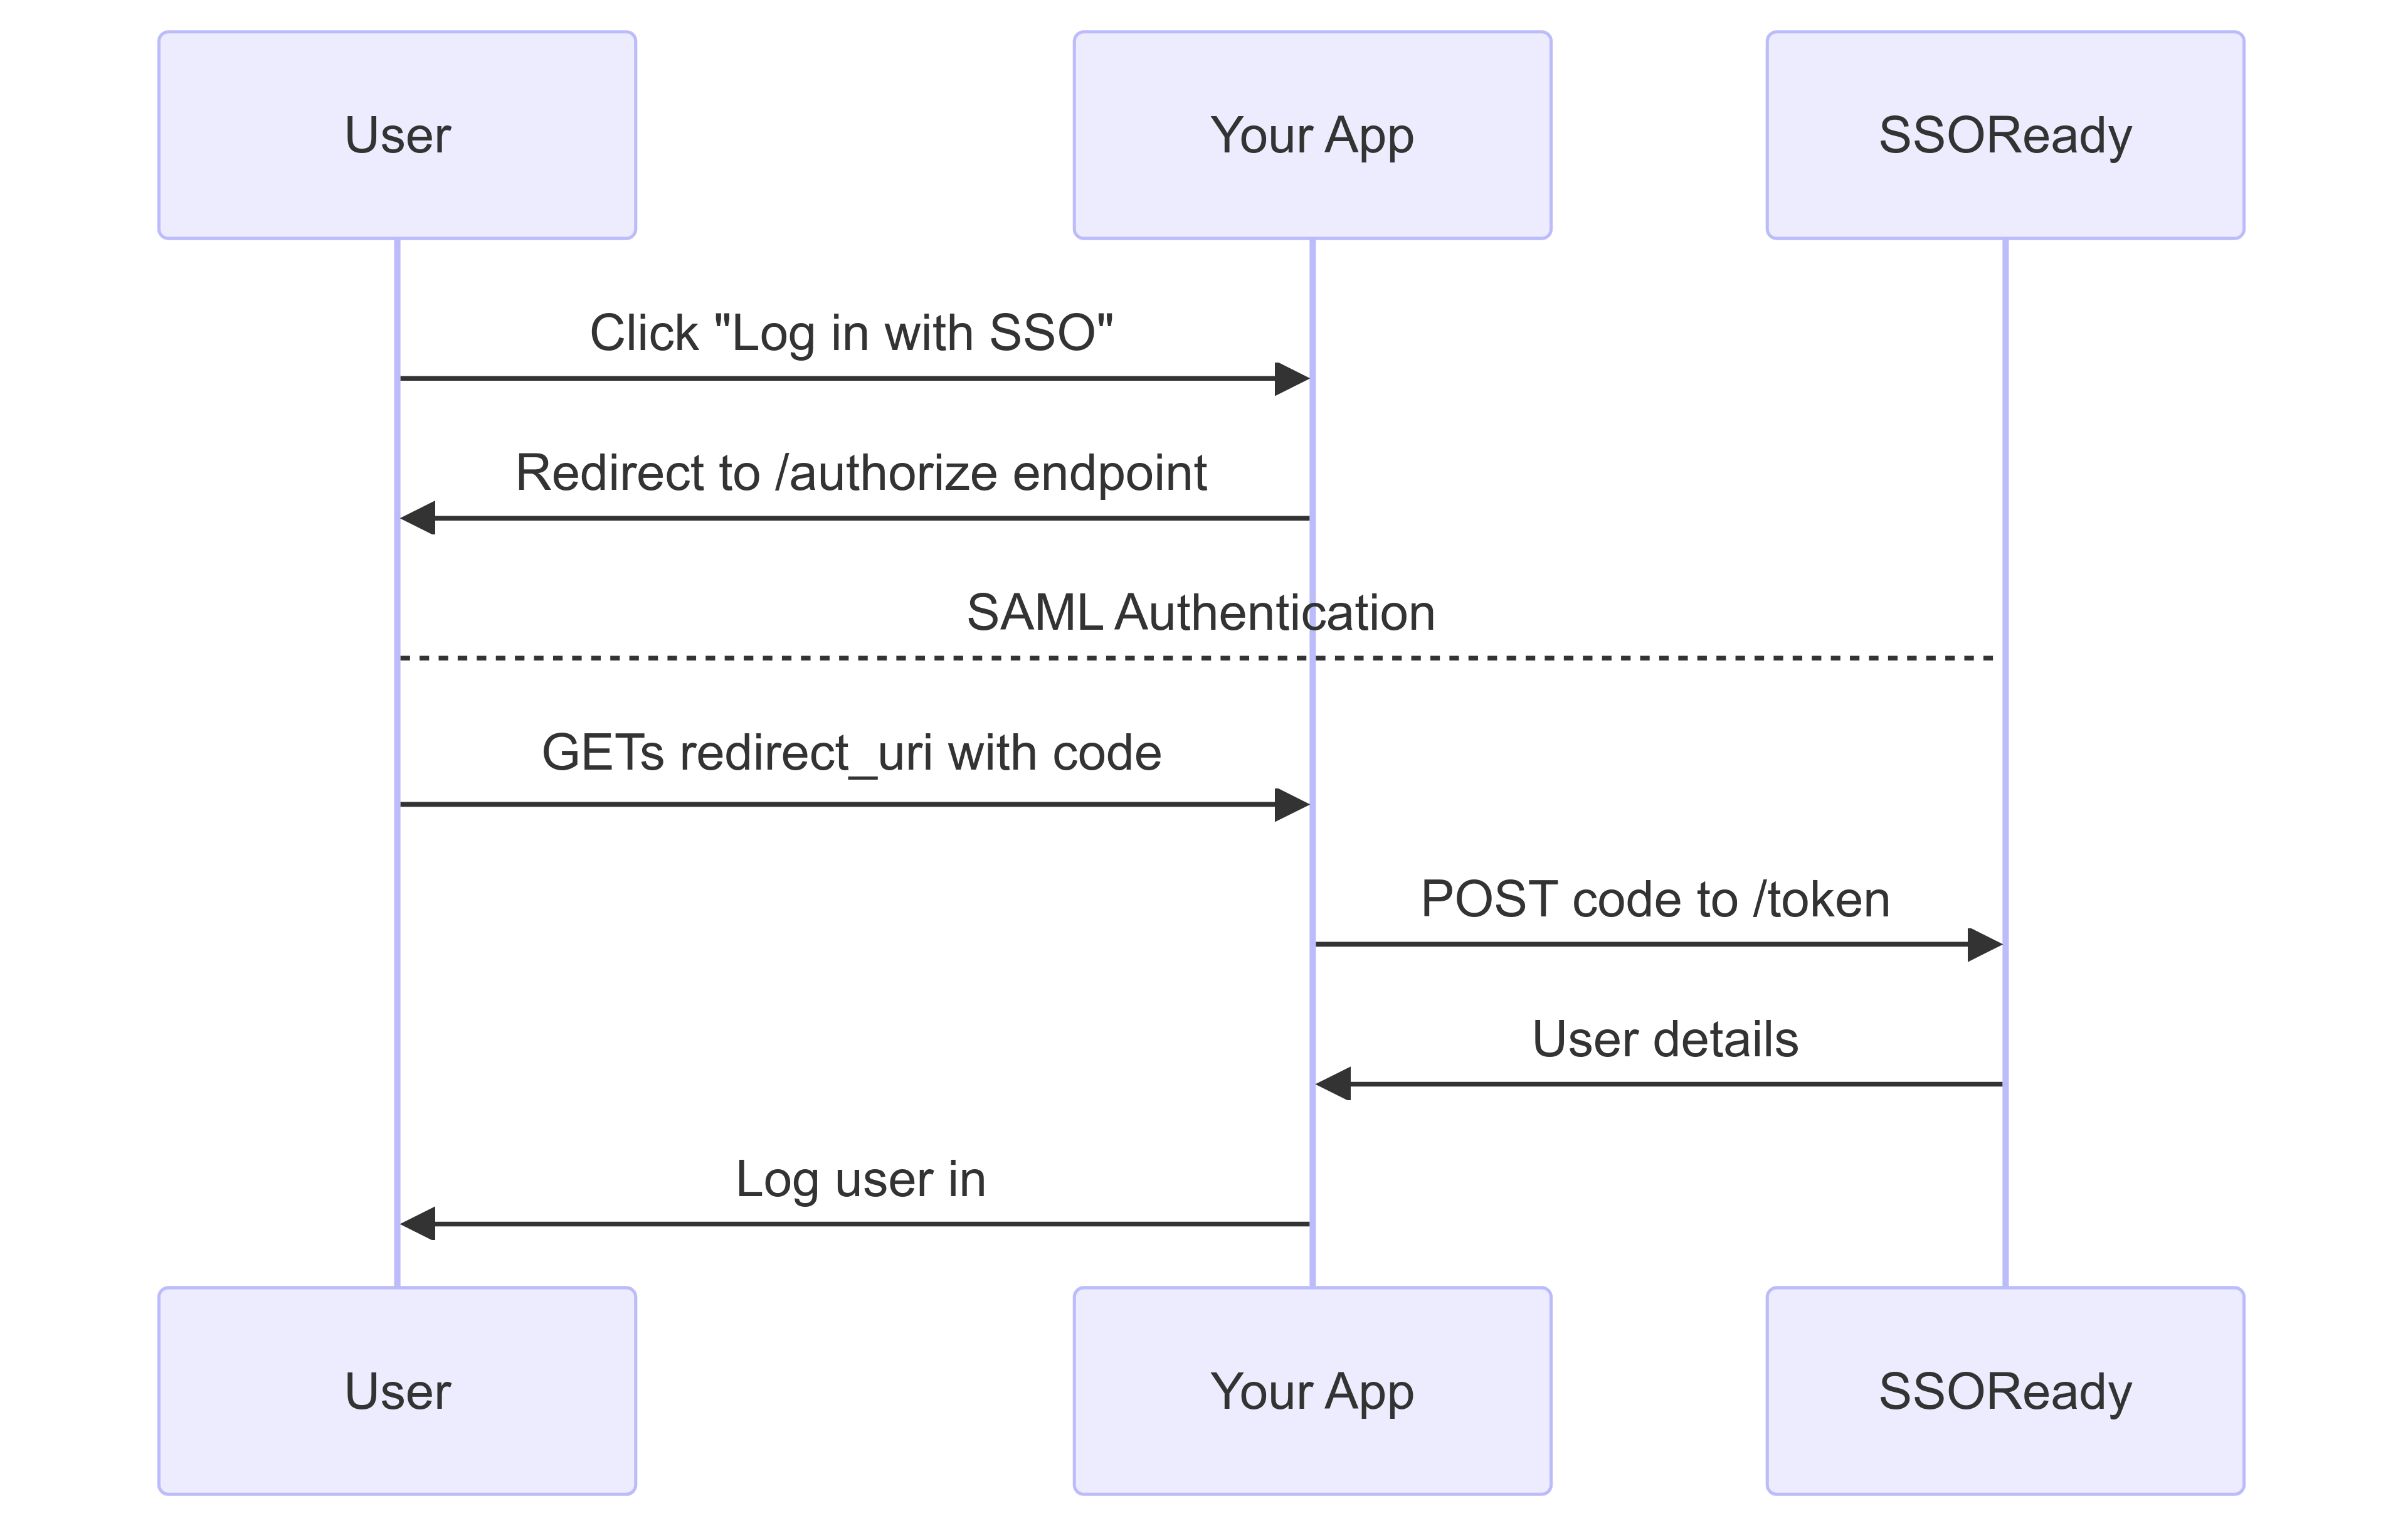 User
Your App
SSOReady
Click "Log in with SSO"
Redirect to /authorize endpoint
SAML Authentication
GETs redirect_uri with code
POST code to /token
User details
Log user in
User
Your App
SSOReady